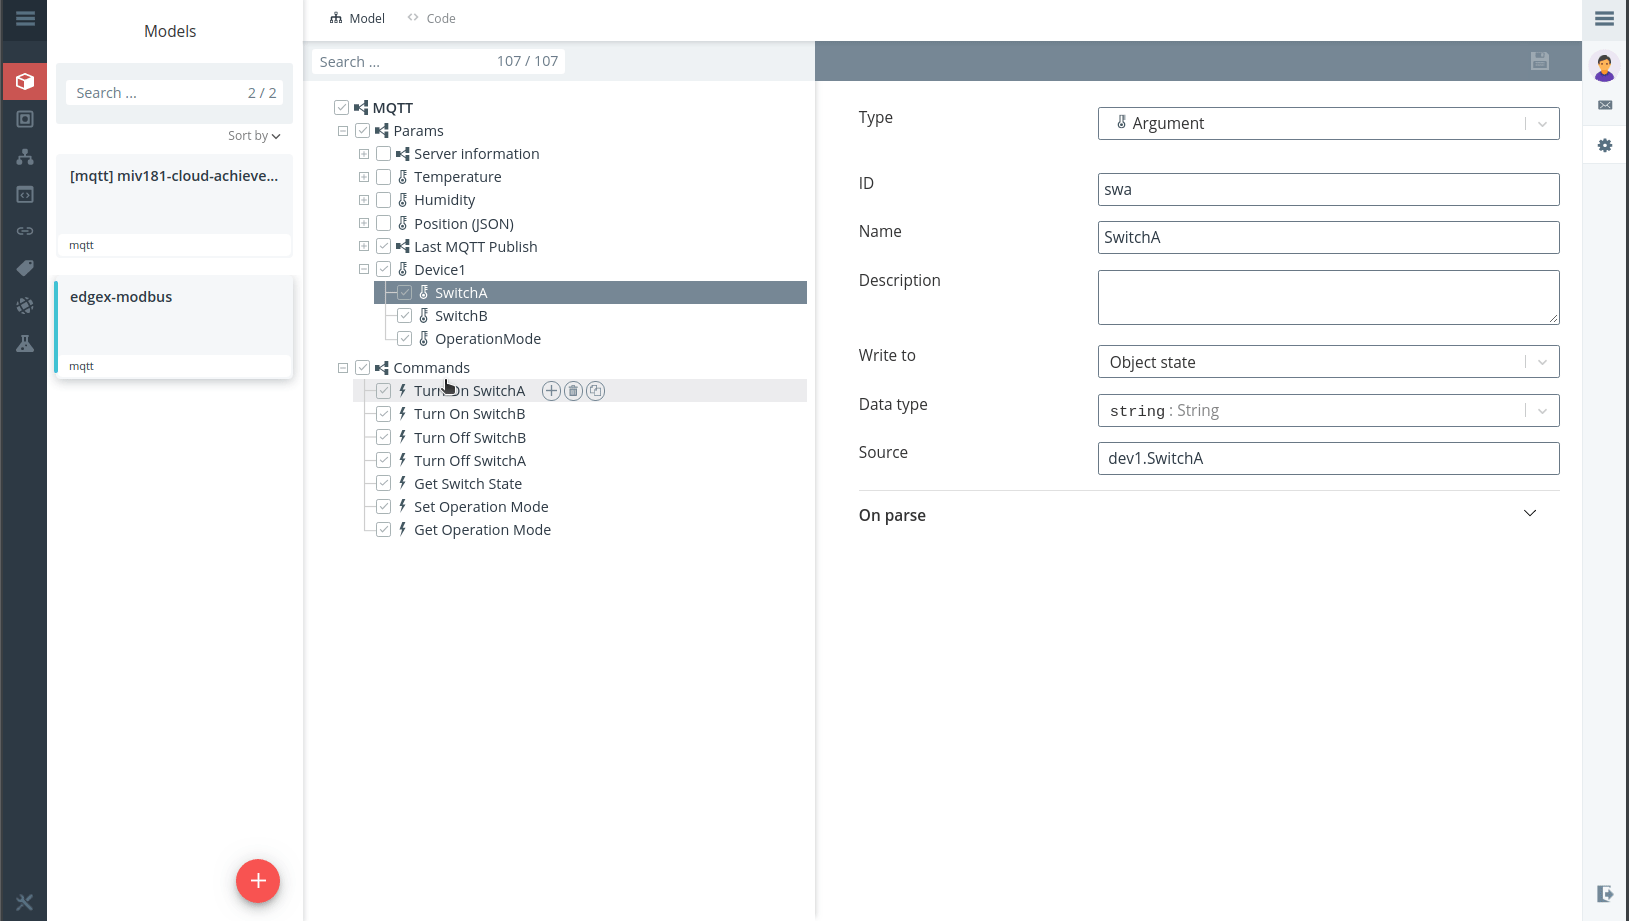 Models
Search ... 2 / 2
Sort by
[mqtt] miv181-cloud-achieve...
mqtt
edgex-modbus
mqtt
Model Code
Search ... 107 / 107
MQTT
Params
Server information
Temperature
Humidity
Position (JSON)
Last MQTT Publish
Device1
SwitchA
SwitchB
OperationMode
Commands
Turn On SwitchA
Turn On SwitchB
Turn Off SwitchB
Turn Off SwitchA
Get Switch State
Set Operation Mode
Get Operation Mode
Type Argument
ID swa
Name SwitchA
Description
Write to Object state
Data type string : String
Source dev1.SwitchA
On parse